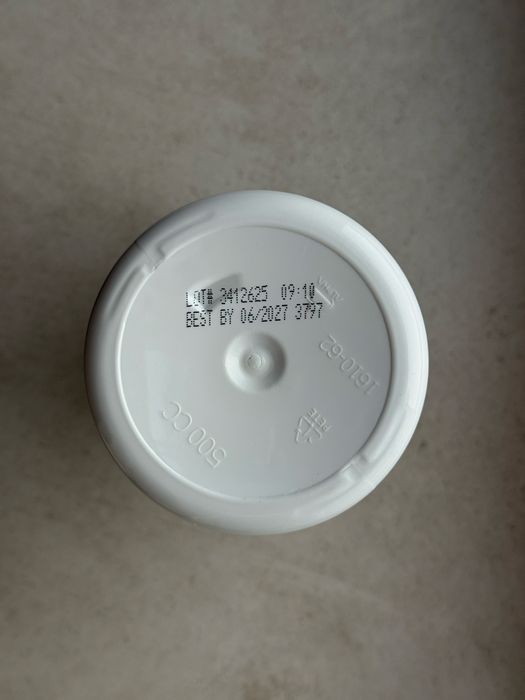 LOT# 3412625 09:10
BEST BY 06/2027 3797
1610-62
PETE
500 CC